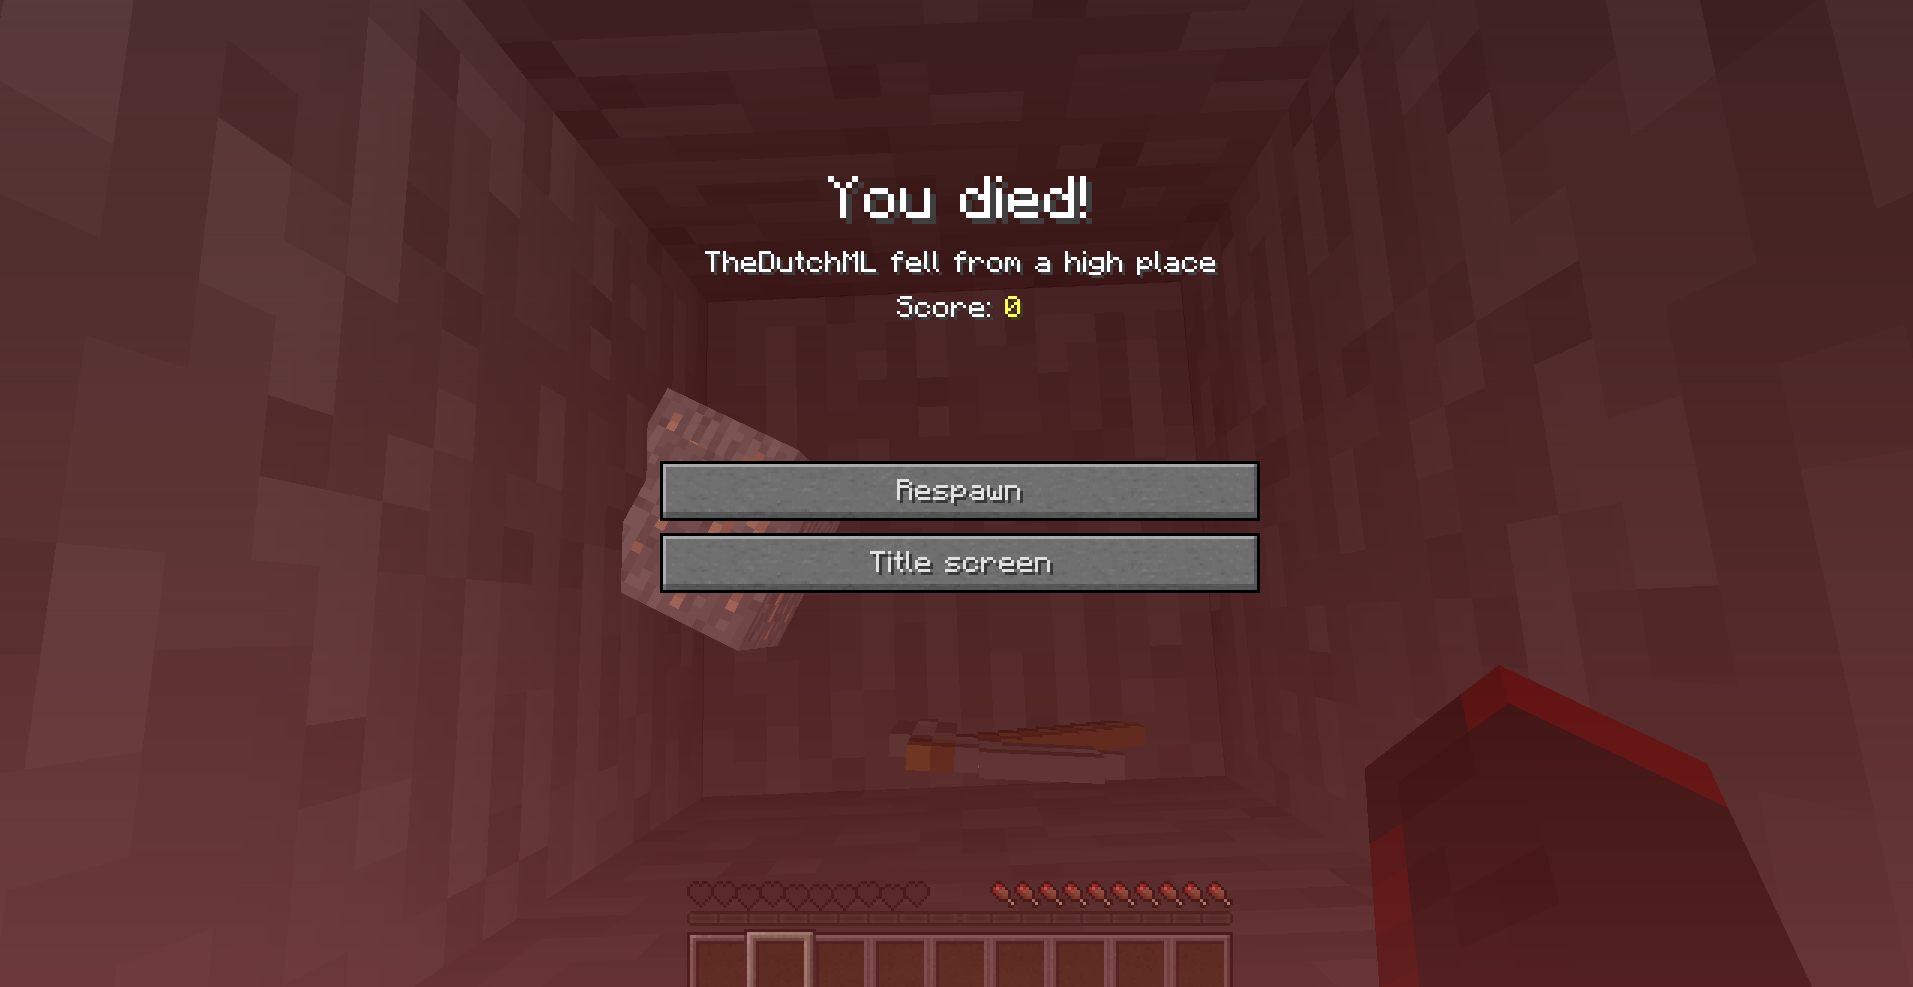 You died!
TheDutchML fell from a high place
Score: 0
Respawn
Title screen